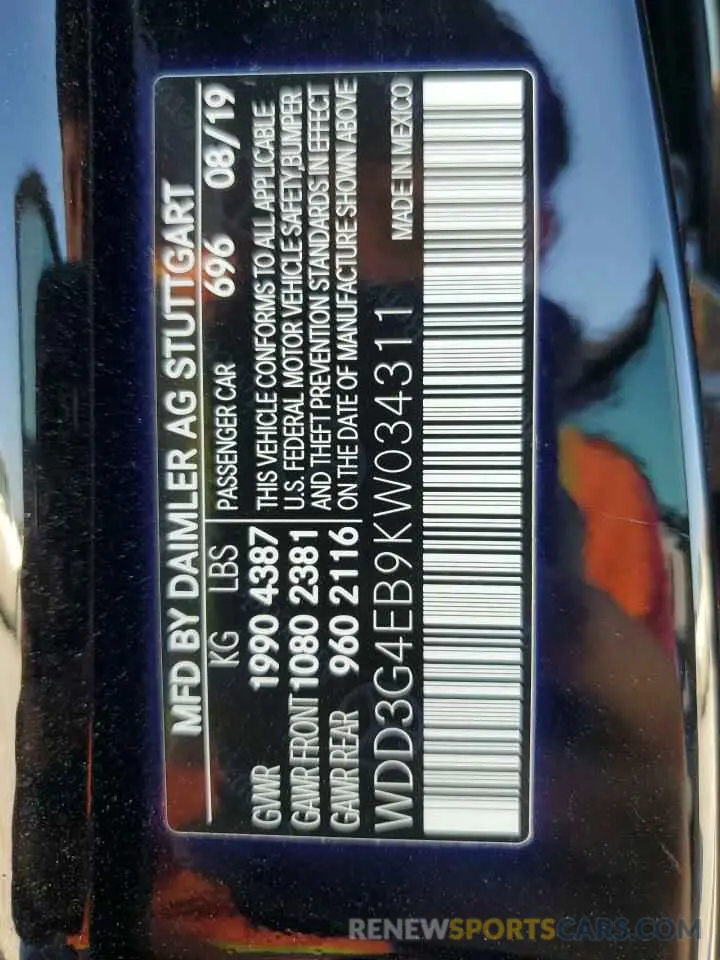 MFD BY DAIMLER AG STUTTGART
KG LBS PASSENGER CAR 696 08/19
GWR 1990 4387
GAWR FRONT 1080 2381
GAWR REAR 960 2116
THIS VEHICLE CONFORMS TO ALL APPLICABLE
U.S. FEDERAL MOTOR VEHICLE SAFETY,BUMPER
AND THEFT PREVENTION STANDARDS IN EFFECT
ON THE DATE OF MANUFACTURE SHOWN ABOVE
WDD3G4EB9KW034311 MADE IN MEXICO
RENEWSPORTSCARS.COM